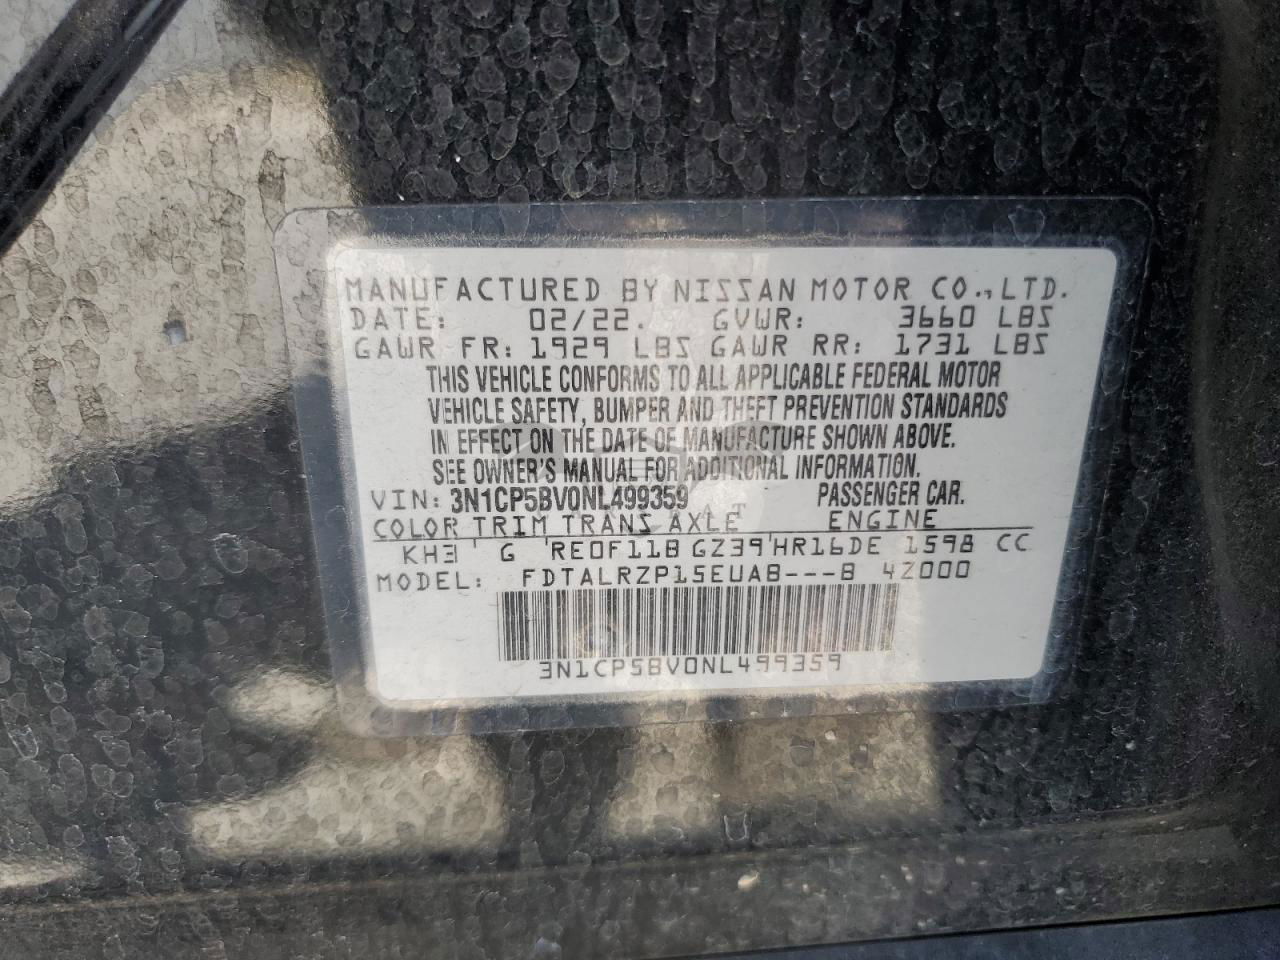 MANUFACTURED BY NISSAN MOTOR CO., LTD.
DATE: 02/22. GVWR: 3660 LBS
GAWR FR: 1929 LBS GAWR RR: 1731 LBS
THIS VEHICLE CONFORMS TO ALL APPLICABLE FEDERAL MOTOR
VEHICLE SAFETY, BUMPER AND THEFT PREVENTION STANDARDS
IN EFFECT ON THE DATE OF MANUFACTURE SHOWN ABOVE.
SEE OWNER'S MANUAL FOR ADDITIONAL INFORMATION.
VIN: 3N1CP5BV0NL499359 PASSENGER CAR.
COLOR TRIM TRANS AXLE ENGINE
KH3 G RE0F11B GZ39 HR16DE 1598 CC
MODEL: FDTALRZP15EUAB---B 4Z000
3N1CP5BV0NL499359